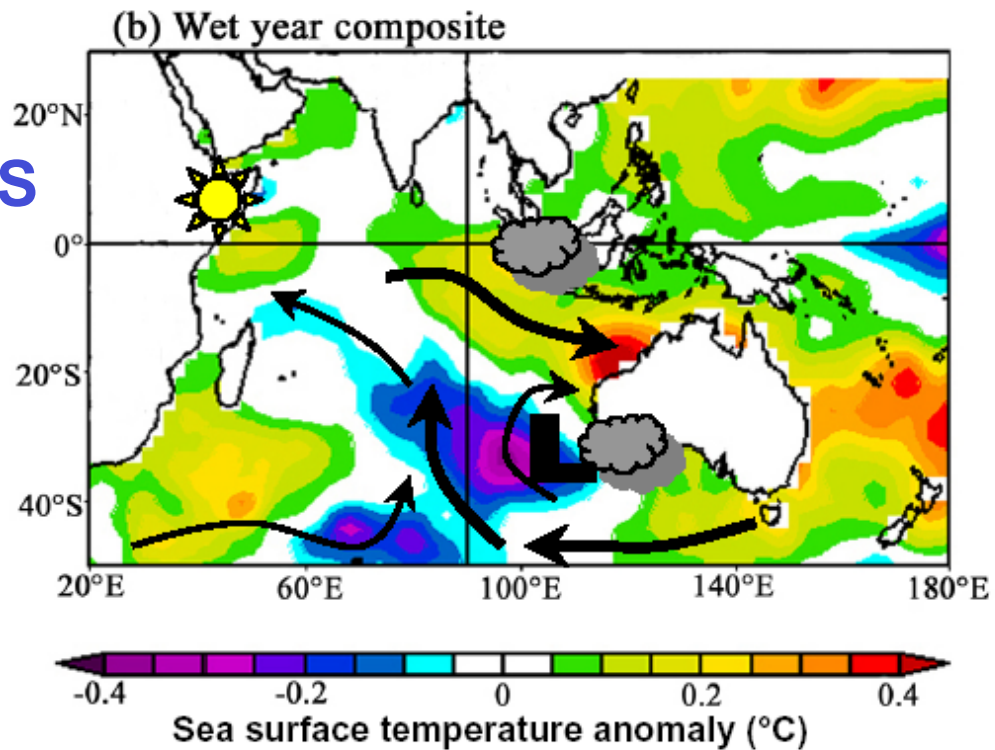 (b) Wet year composite
20°N
S
0°
20°S
L
40°S
20°E 60°E 100°E 140°E 180°E
-0.4 -0.2 0 0.2 0.4
Sea surface temperature anomaly (°C)